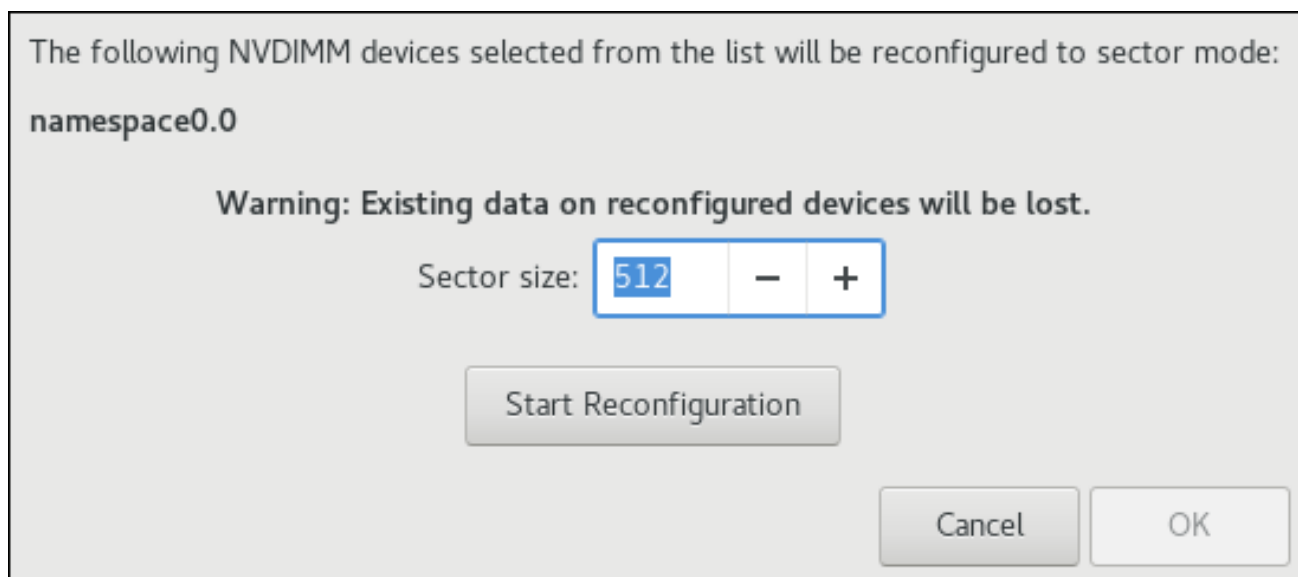 The following NVDIMM devices selected from the list will be reconfigured to sector mode:
namespace0.0
Warning: Existing data on reconfigured devices will be lost.
Sector size: 512 − +
Start Reconfiguration
Cancel OK